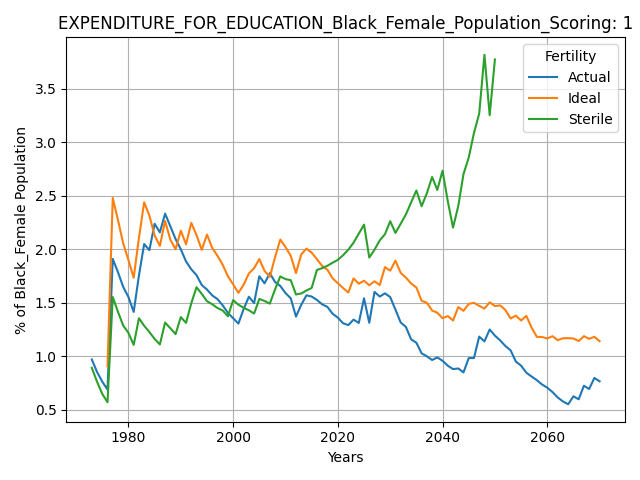 EXPENDITURE_FOR_EDUCATION_Black_Female_Population_Scoring: 1
Fertility
Actual
Ideal
Sterile
% of Black_Female Population
3.5
3.0
2.5
2.0
1.5
1.0
0.5
1980 2000 2020 2040 2060
Years